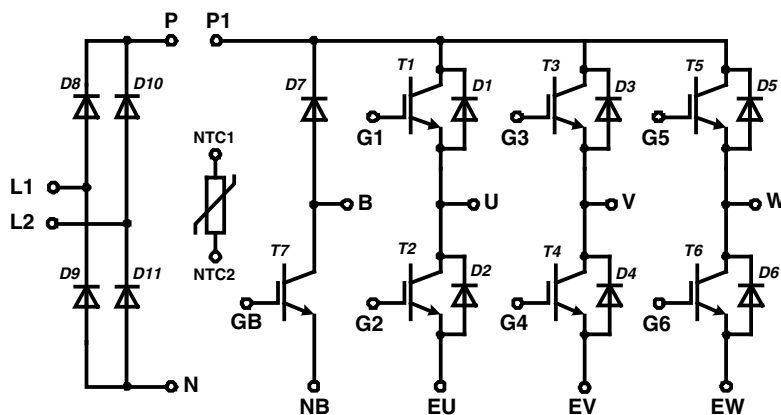 P P1
D8 D10 D7 T1 D1 T3 D3 T5 D5
NTC1
G1 G3 G5
L1
B U V W
L2
NTC2
D9 D11 T7 T2 D2 T4 D4 T6 D6
GB G2 G4 G6
N
NB EU EV EW